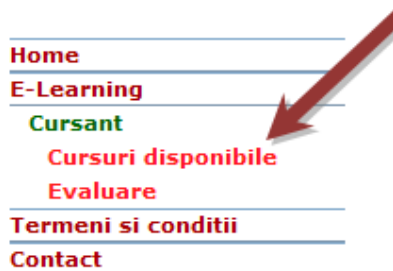 Home
E-Learning
Cursant
Cursuri disponibile
Evaluare
Termeni si conditii
Contact